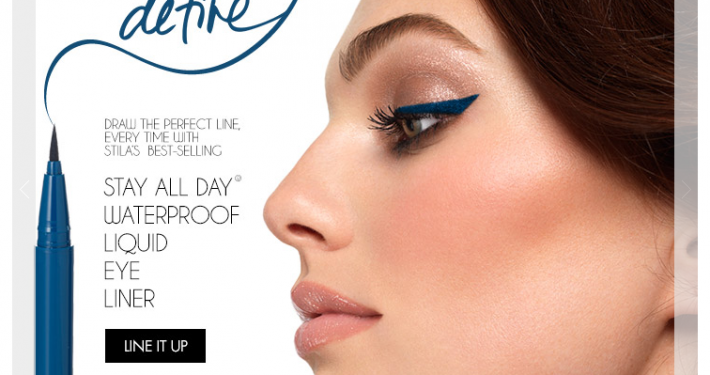 define
DRAW THE PERFECT LINE,
EVERY TIME WITH
STILA'S BEST-SELLING
STAY ALL DAY®
WATERPROOF
LIQUID
EYE
LINER
LINE IT UP